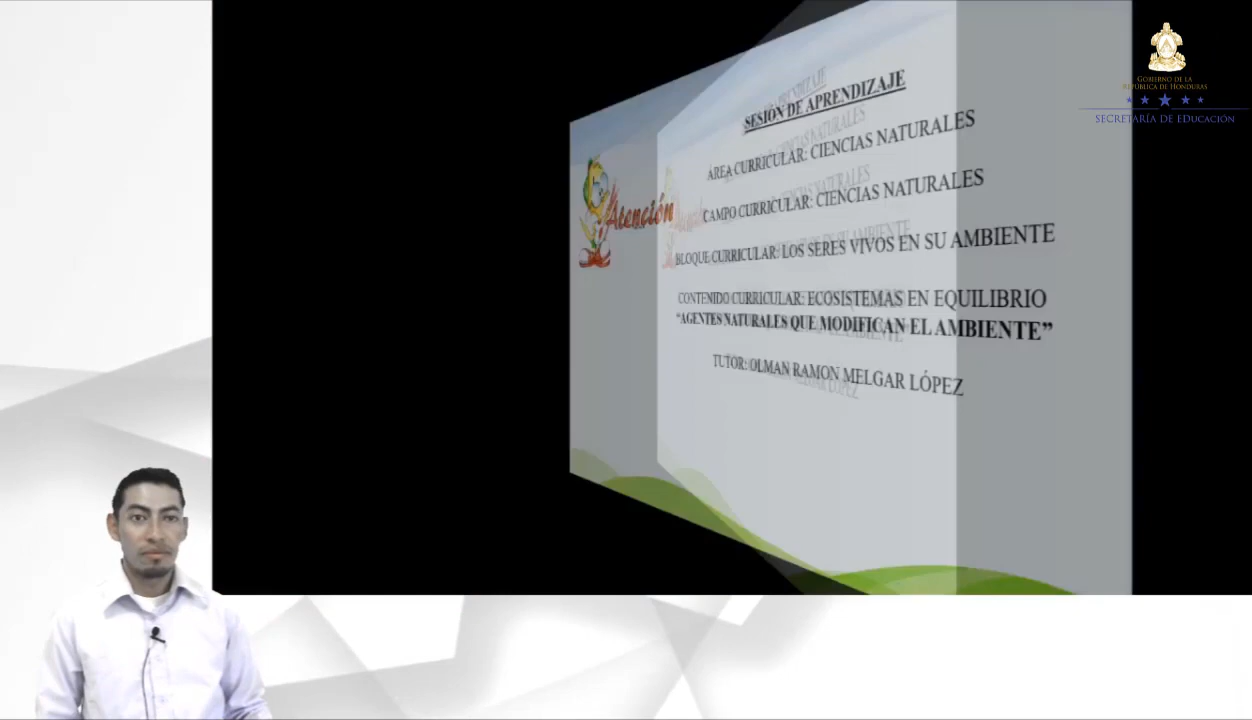 GOBIERNO DE LA
REPÚBLICA DE HONDURAS
SECRETARÍA DE EDUCACIÓN
SESIÓN DE APRENDIZAJE
ÁREA CURRICULAR: CIENCIAS NATURALES
Atención
CAMPO CURRICULAR: CIENCIAS NATURALES
BLOQUE CURRICULAR: LOS SERES VIVOS EN SU AMBIENTE
CONTENIDO CURRICULAR: ECOSISTEMAS EN EQUILIBRIO
“AGENTES NATURALES QUE MODIFICAN EL AMBIENTE”
TUTOR: OLMAN RAMON MELGAR LÓPEZ